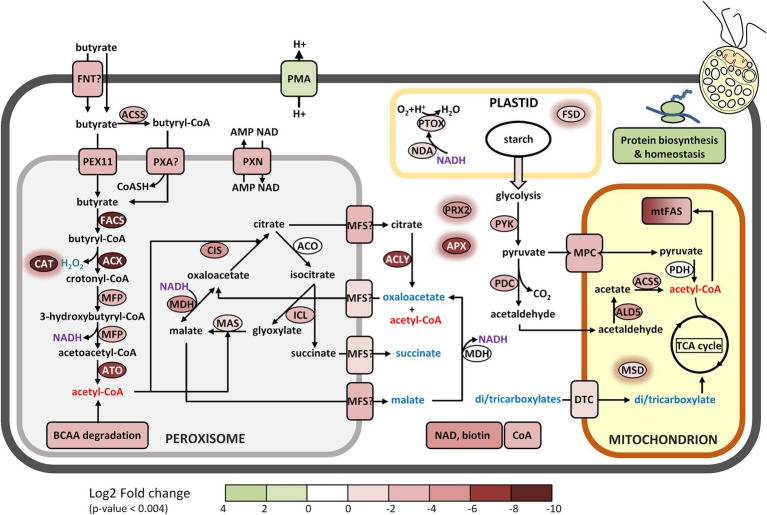 butyrate
FNT?
butyrate
ACSS
butyryl-CoA
H+
PMA
H+
PEX11
PXA?
CoASH
AMP NAD
PXN
AMP NAD
butyrate
FACS
butyryl-CoA
CAT
H2O2
ACX
crotonyl-CoA
MFP
3-hydroxybutyryl-CoA
NADH
MFP
acetoacetyl-CoA
ATO
acetyl-CoA
BCAA degradation
PEROXISOME
citrate
CIS
ACO
oxaloacetate
isocitrate
NADH
MDH
malate
MAS
glyoxylate
ICL
succinate
MFS?
citrate
ACLY
MFS?
oxaloacetate
+
acetyl-CoA
MFS?
succinate
MFS?
malate
NADH
MDH
PRX2
APX
NAD, biotin
CoA
PLASTID
O2+H+
H2O
PTOX
NDA
NADH
starch
FSD
glycolysis
PYK
pyruvate
PDC
CO2
acetaldehyde
Protein biosynthesis
& homeostasis
mtFAS
MPC
pyruvate
PDH
acetate
ACSS
acetyl-CoA
ALD5
acetaldehyde
TCA cycle
MSD
di/tricarboxylates
DTC
di/tricarboxylate
MITOCHONDRION
Log2 Fold change
(p-value < 0.004)
4 2 0 0 -2 -4 -6 -8 -10